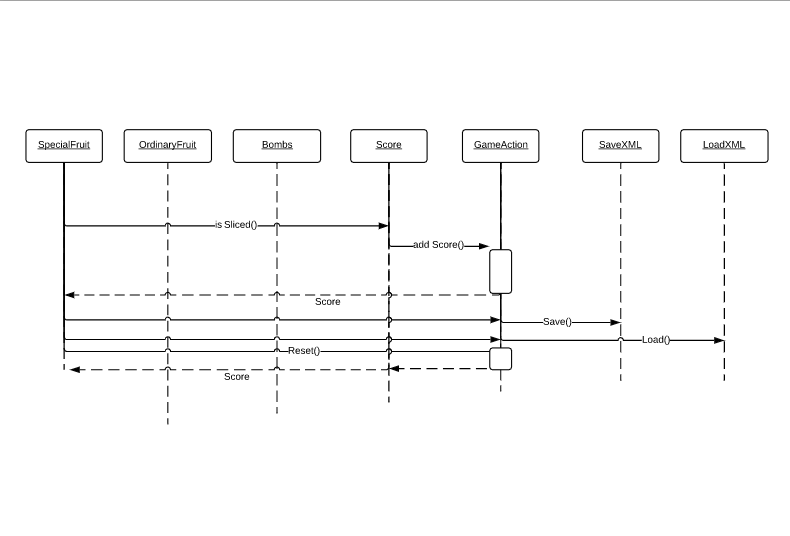 SpecialFruit
OrdinaryFruit
Bombs
Score
GameAction
SaveXML
LoadXML
is Sliced()
add Score()
Score
Save()
Load()
Reset()
Score